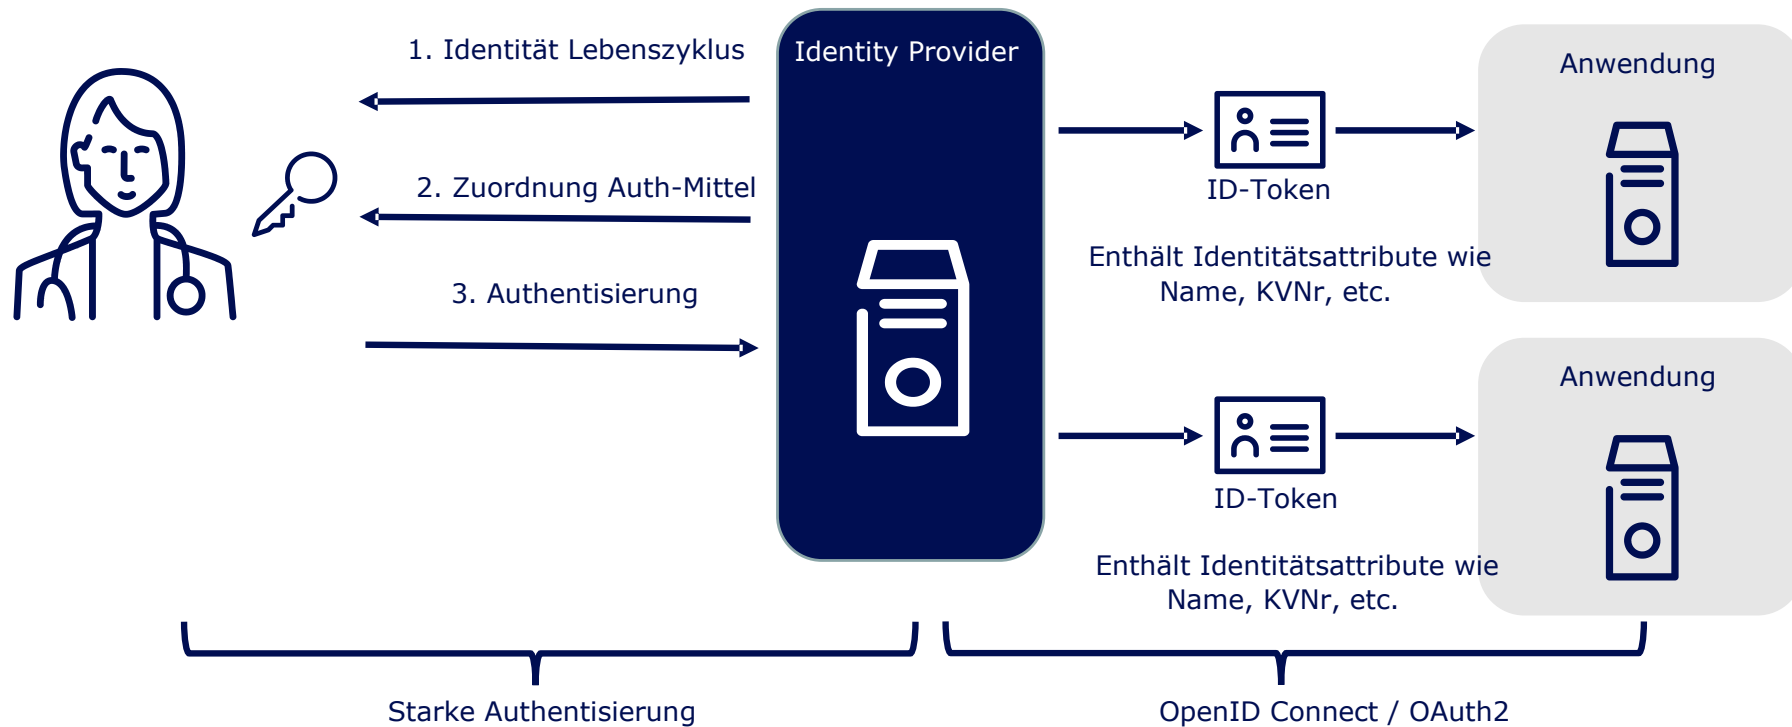 1. Identität Lebenszyklus
2. Zuordnung Auth-Mittel
3. Authentisierung
Identity Provider
ID-Token
Enthält Identitätsattribute wie
Name, KVNr, etc.
Anwendung
ID-Token
Enthält Identitätsattribute wie
Name, KVNr, etc.
Anwendung
Starke Authentisierung
OpenID Connect / OAuth2